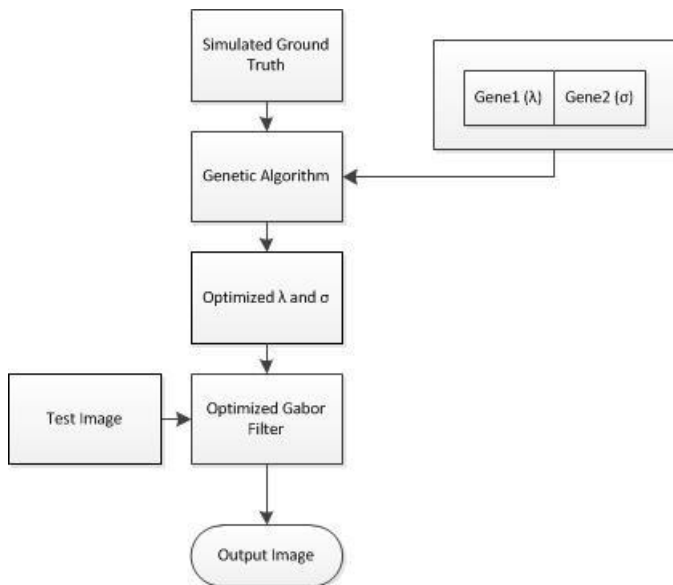 Simulated Ground
Truth
Gene1 (λ) Gene2 (σ)
Genetic Algorithm
Optimized λ and σ
Test Image
Optimized Gabor
Filter
Output Image